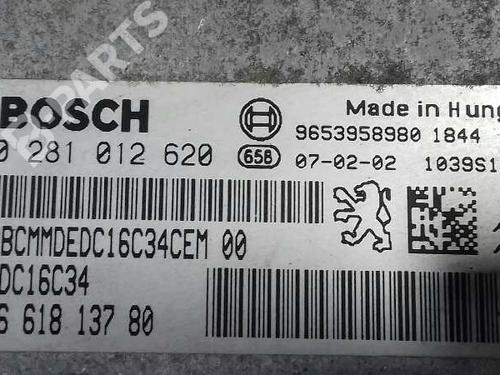 PARTS
BOSCH
Made in Hung
9653958980 1844
0 281 012 620
658
07-02-02 1039S1
BCMMDEDC16C34CEM 00
DC16C34
6 618 137 80